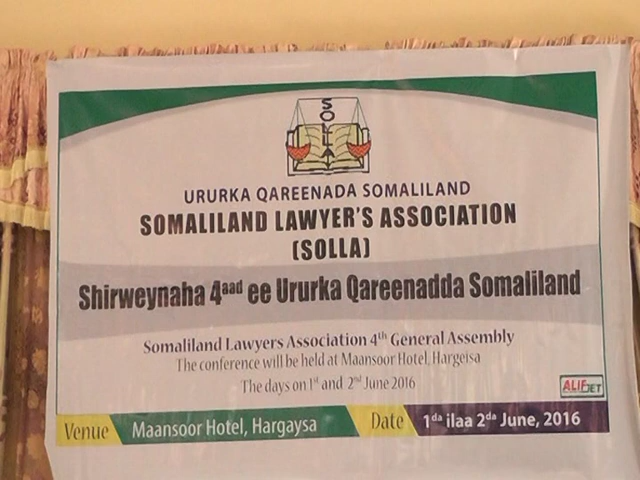 SOLLA
URURKA QAREENADA SOMALILAND
SOMALILAND LAWYER'S ASSOCIATION
(SOLLA)
Shirweynaha 4aad ee Ururka Qareenadda Somaliland
Somaliland Lawyers Association 4th General Assembly
The conference will be held at Maansoor Hotel, Hargeisa
The days on 1st and 2nd June 2016
ALIF JET
Venue Maansoor Hotel, Hargaysa Date 1da ilaa 2da June, 2016